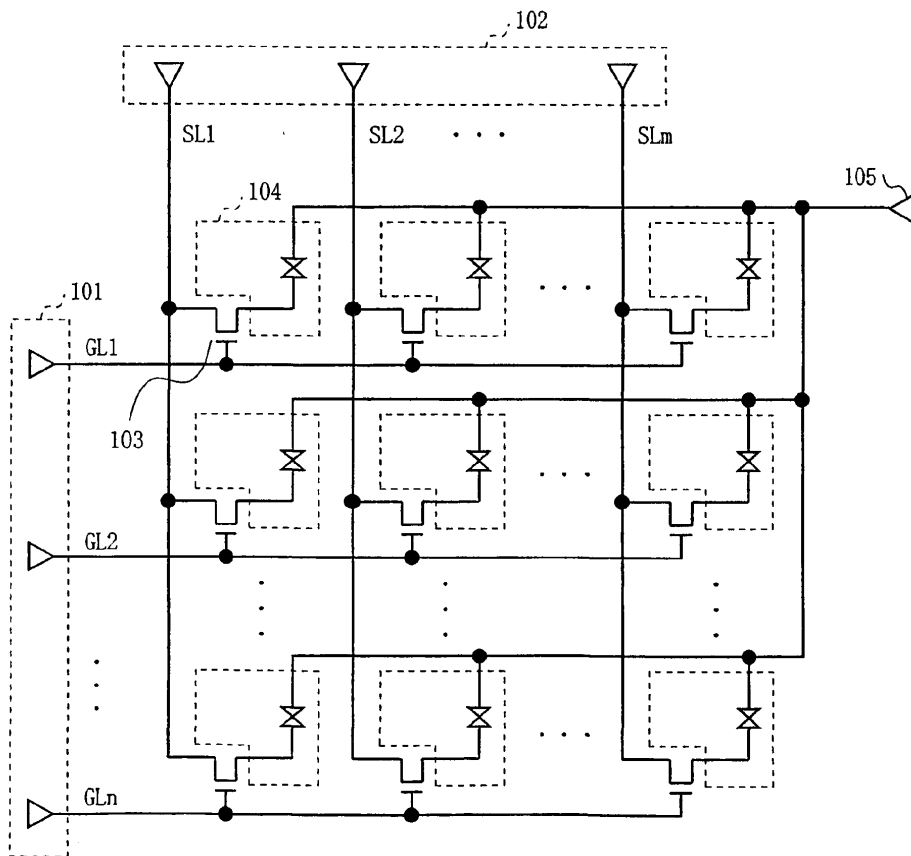 102
SL1
SL2
. . .
SLm
104
105
. . .
101
GL1
103
. . .
GL2
. . .
GLn